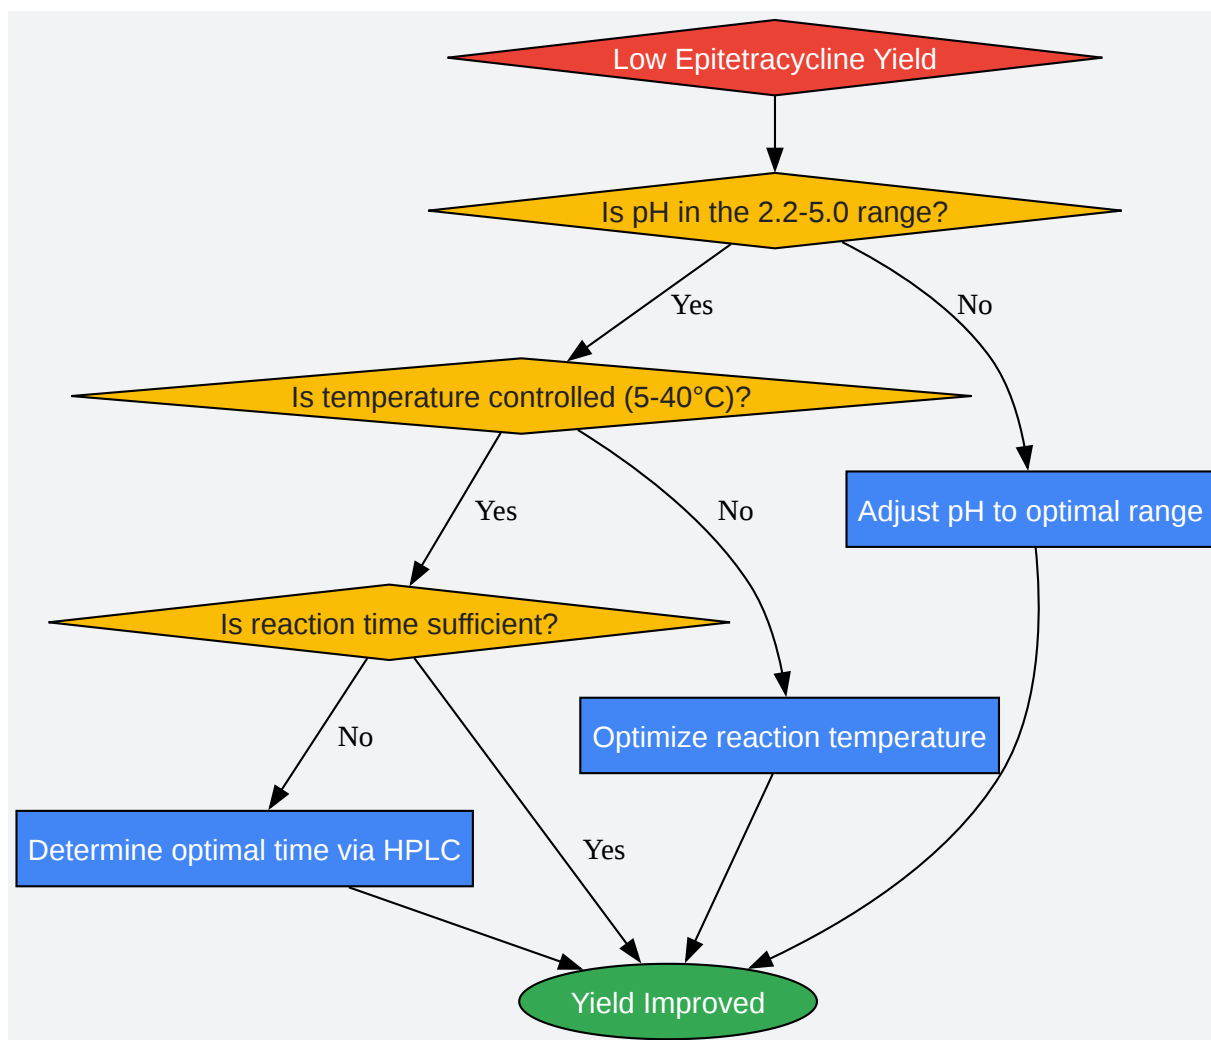 Low Epitetracycline Yield
Is pH in the 2.2-5.0 range?
Yes
No
Is temperature controlled (5-40°C)?
Yes
No
Adjust pH to optimal range
Is reaction time sufficient?
No
Optimize reaction temperature
Determine optimal time via HPLC
Yes
Yield Improved